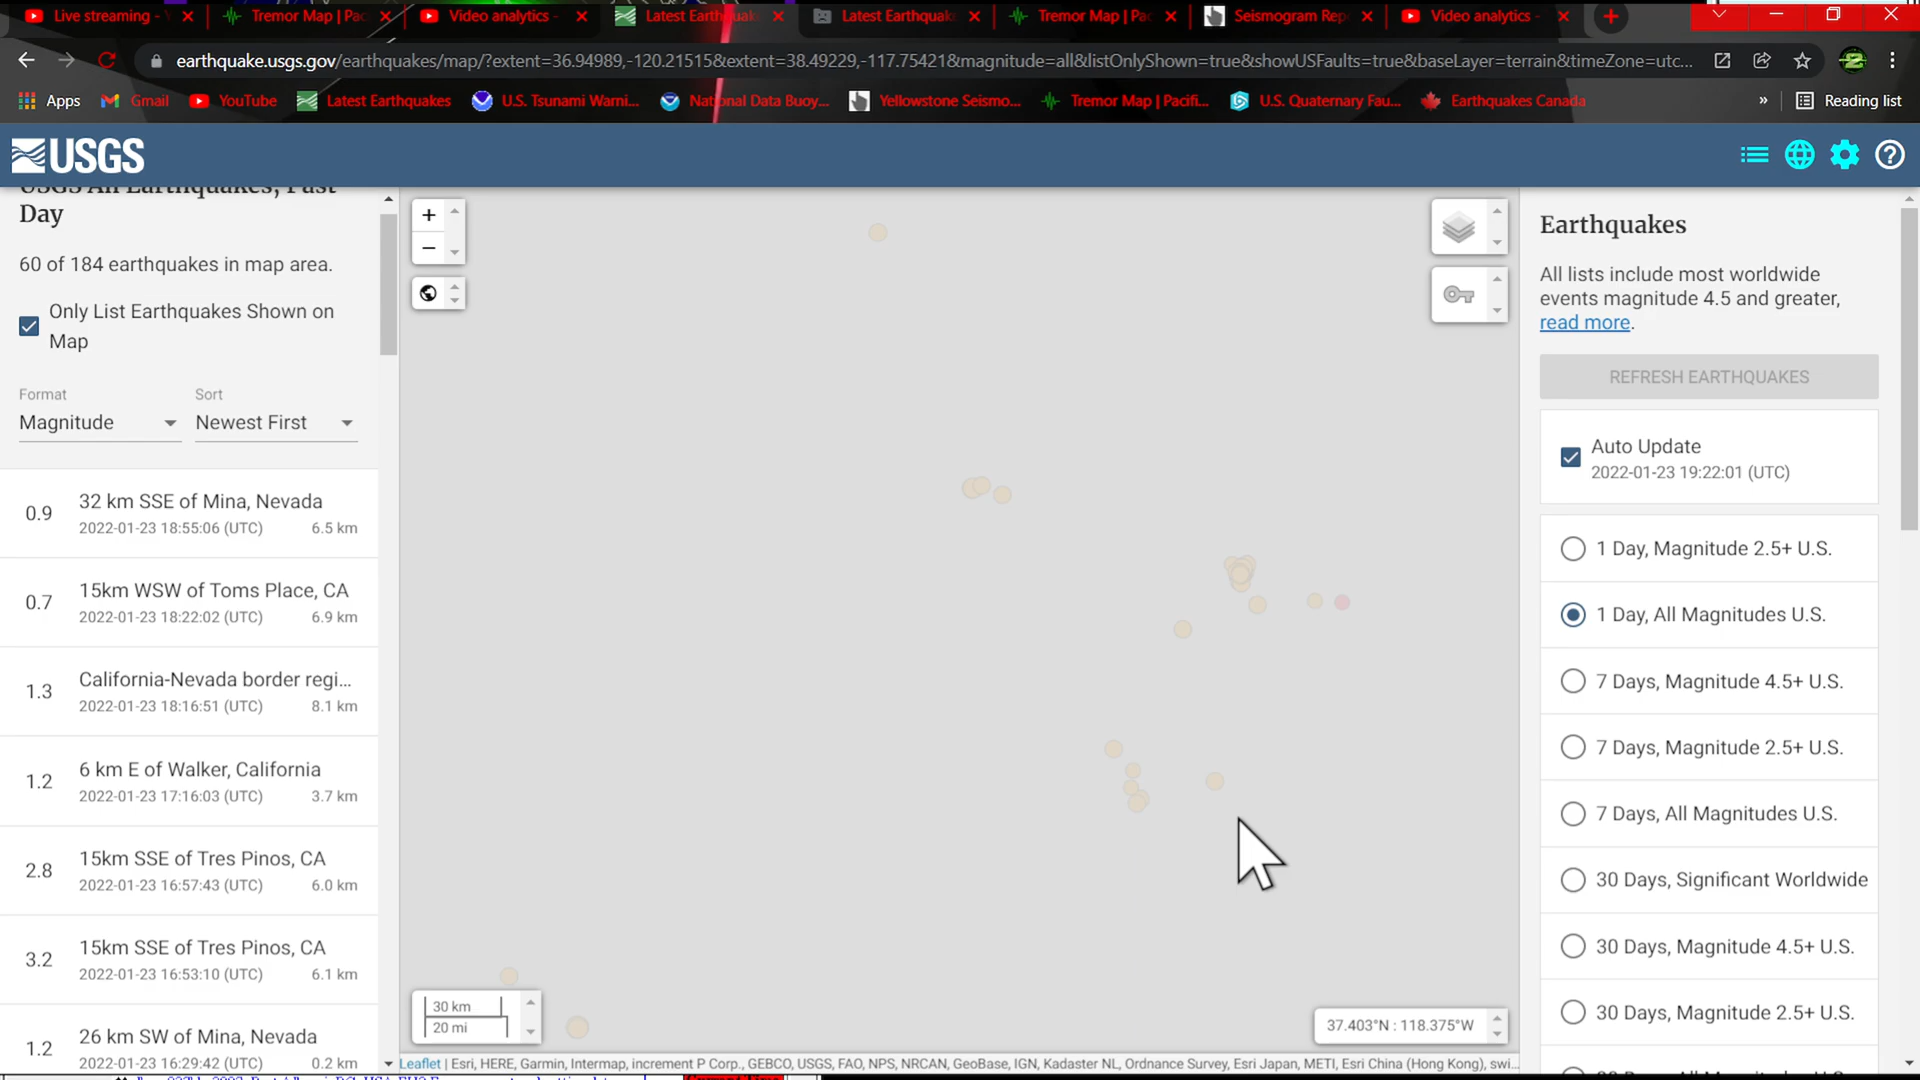 Live streaming -
Tremor Map | Pac
Video analytics -
Latest Earthquak
Latest Earthquake
Tremor Map | Pac
Seismogram Rep
Video analytics -
earthquake.usgs.gov/earthquakes/map/?extent=36.94989,-120.21515&extent=38.49229,-117.75421&magnitude=all&listOnlyShown=true&showUSFaults=true&baseLayer=terrain&timeZone=utc...
Apps
Gmail
YouTube
Latest Earthquakes
U.S. Tsunami Warni...
National Data Buoy...
Yellowstone Seismo...
Tremor Map | Pacifi...
U.S. Quaternary Fau...
Earthquakes Canada
»
Reading list
USGS
USGS All Earthquakes, Past
Day
60 of 184 earthquakes in map area.
Only List Earthquakes Shown on
Map
Format
Sort
Magnitude
Newest First
0.9
32 km SSE of Mina, Nevada
2022-01-23 18:55:06 (UTC)
6.5 km
0.7
15km WSW of Toms Place, CA
2022-01-23 18:22:02 (UTC)
6.9 km
1.3
California-Nevada border regi...
2022-01-23 18:16:51 (UTC)
8.1 km
1.2
6 km E of Walker, California
2022-01-23 17:16:03 (UTC)
3.7 km
2.8
15km SSE of Tres Pinos, CA
2022-01-23 16:57:43 (UTC)
6.0 km
3.2
15km SSE of Tres Pinos, CA
2022-01-23 16:53:10 (UTC)
6.1 km
1.2
26 km SW of Mina, Nevada
2022-01-23 16:29:42 (UTC)
0.2 km
+
−
30 km
20 mi
37.403°N : 118.375°W
Leaflet | Esri, HERE, Garmin, Intermap, increment P Corp., GEBCO, USGS, FAO, NPS, NRCAN, GeoBase, IGN, Kadaster NL, Ordnance Survey, Esri Japan, METI, Esri China (Hong Kong), swi...
Earthquakes
All lists include most worldwide
events magnitude 4.5 and greater,
read more.
REFRESH EARTHQUAKES
Auto Update
2022-01-23 19:22:01 (UTC)
1 Day, Magnitude 2.5+ U.S.
1 Day, All Magnitudes U.S.
7 Days, Magnitude 4.5+ U.S.
7 Days, Magnitude 2.5+ U.S.
7 Days, All Magnitudes U.S.
30 Days, Significant Worldwide
30 Days, Magnitude 4.5+ U.S.
30 Days, Magnitude 2.5+ U.S.